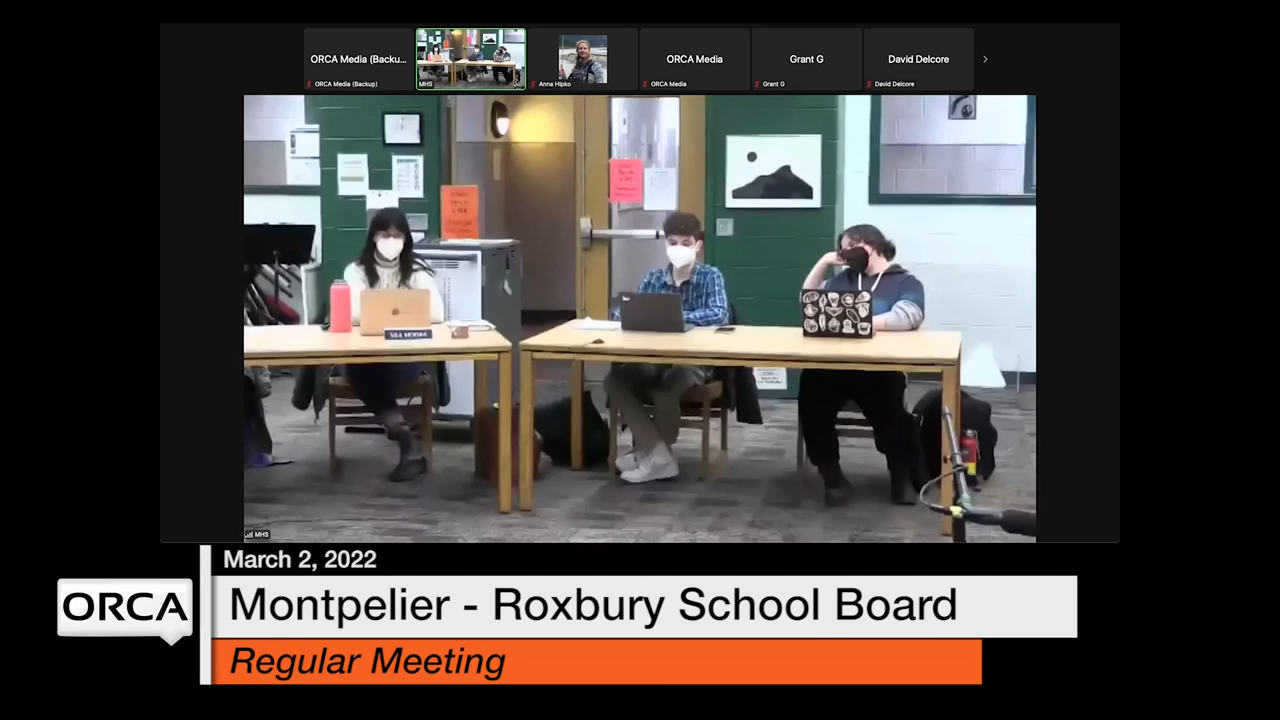 ORCA Media (Backu...
ORCA Media
Grant G
David Delcore
ORCA Media (Backup)
MHS
Anna Hipko
ORCA Media
Grant G
David Delcore
MHS
March 2, 2022
ORCA
Montpelier - Roxbury School Board
Regular Meeting